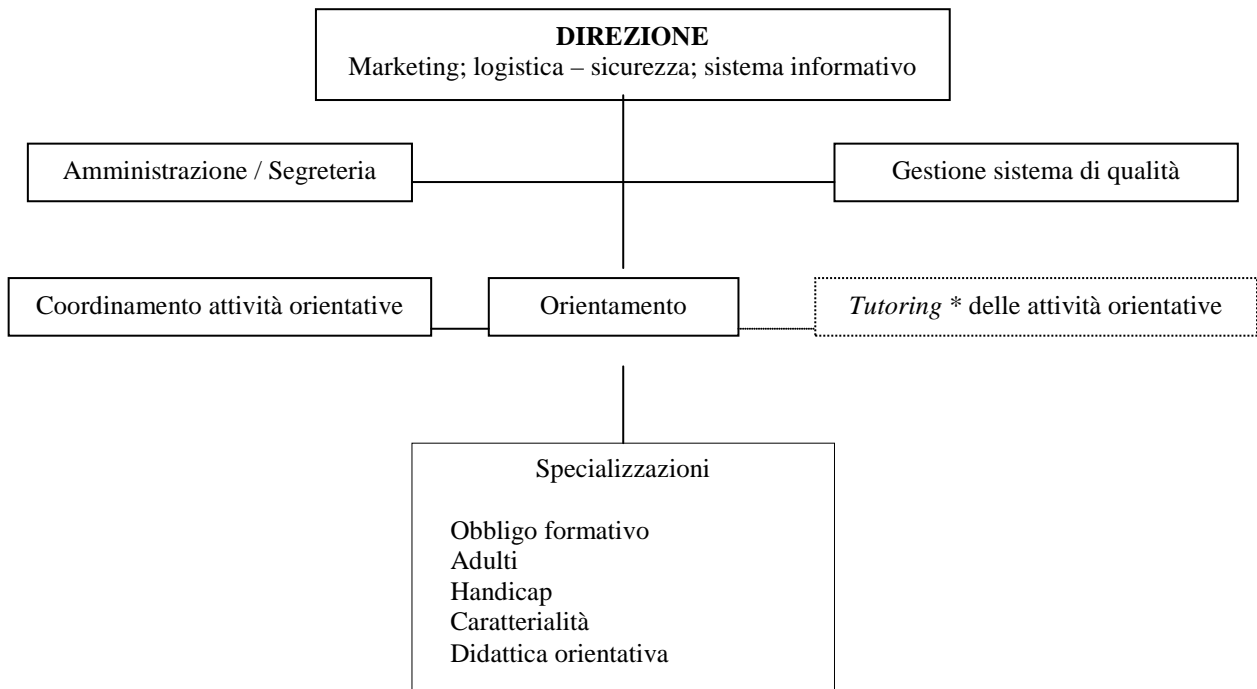 DIREZIONE
Marketing; logistica – sicurezza; sistema informativo
Amministrazione / Segreteria
Gestione sistema di qualità
Coordinamento attività orientative
Orientamento
Tutoring * delle attività orientative
Specializzazioni
Obbligo formativo
Adulti
Handicap
Caratterialità
Didattica orientativa